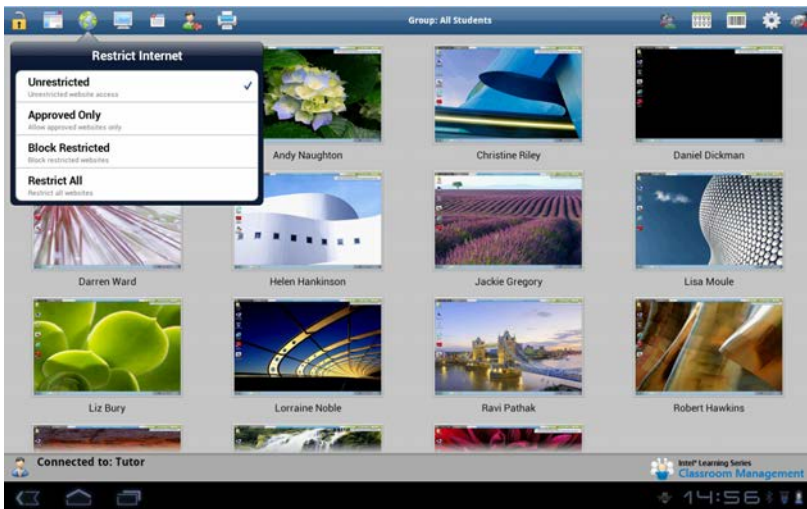 Group: All Students
Restrict Internet
Unrestricted
Unrestricted website access
Approved Only
Allow approved websites only
Block Restricted
Block restricted websites
Restrict All
Restrict all websites
Andy Naughton
Christine Riley
Daniel Dickman
Darren Ward
Helen Hankinson
Jackie Gregory
Lisa Moule
Liz Bury
Lorraine Noble
Ravi Pathak
Robert Hawkins
Connected to: Tutor
Intel® Learning Series
Classroom Management
14:56